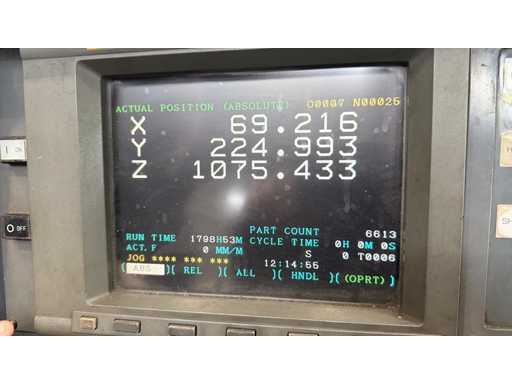 ACTUAL POSITION (ABSOLUTE) O0007 N00025
X 69.216
Y 224.993
Z 1075.433
PART COUNT 6613
RUN TIME 1798H53M CYCLE TIME 0H 0M 0S
ACT.F 0 MM/M S 0 T0006
JOG **** *** *** 12:14:55
( ABS )( REL )( ALL )( HNDL )( (OPRT) )
I ON
O OFF